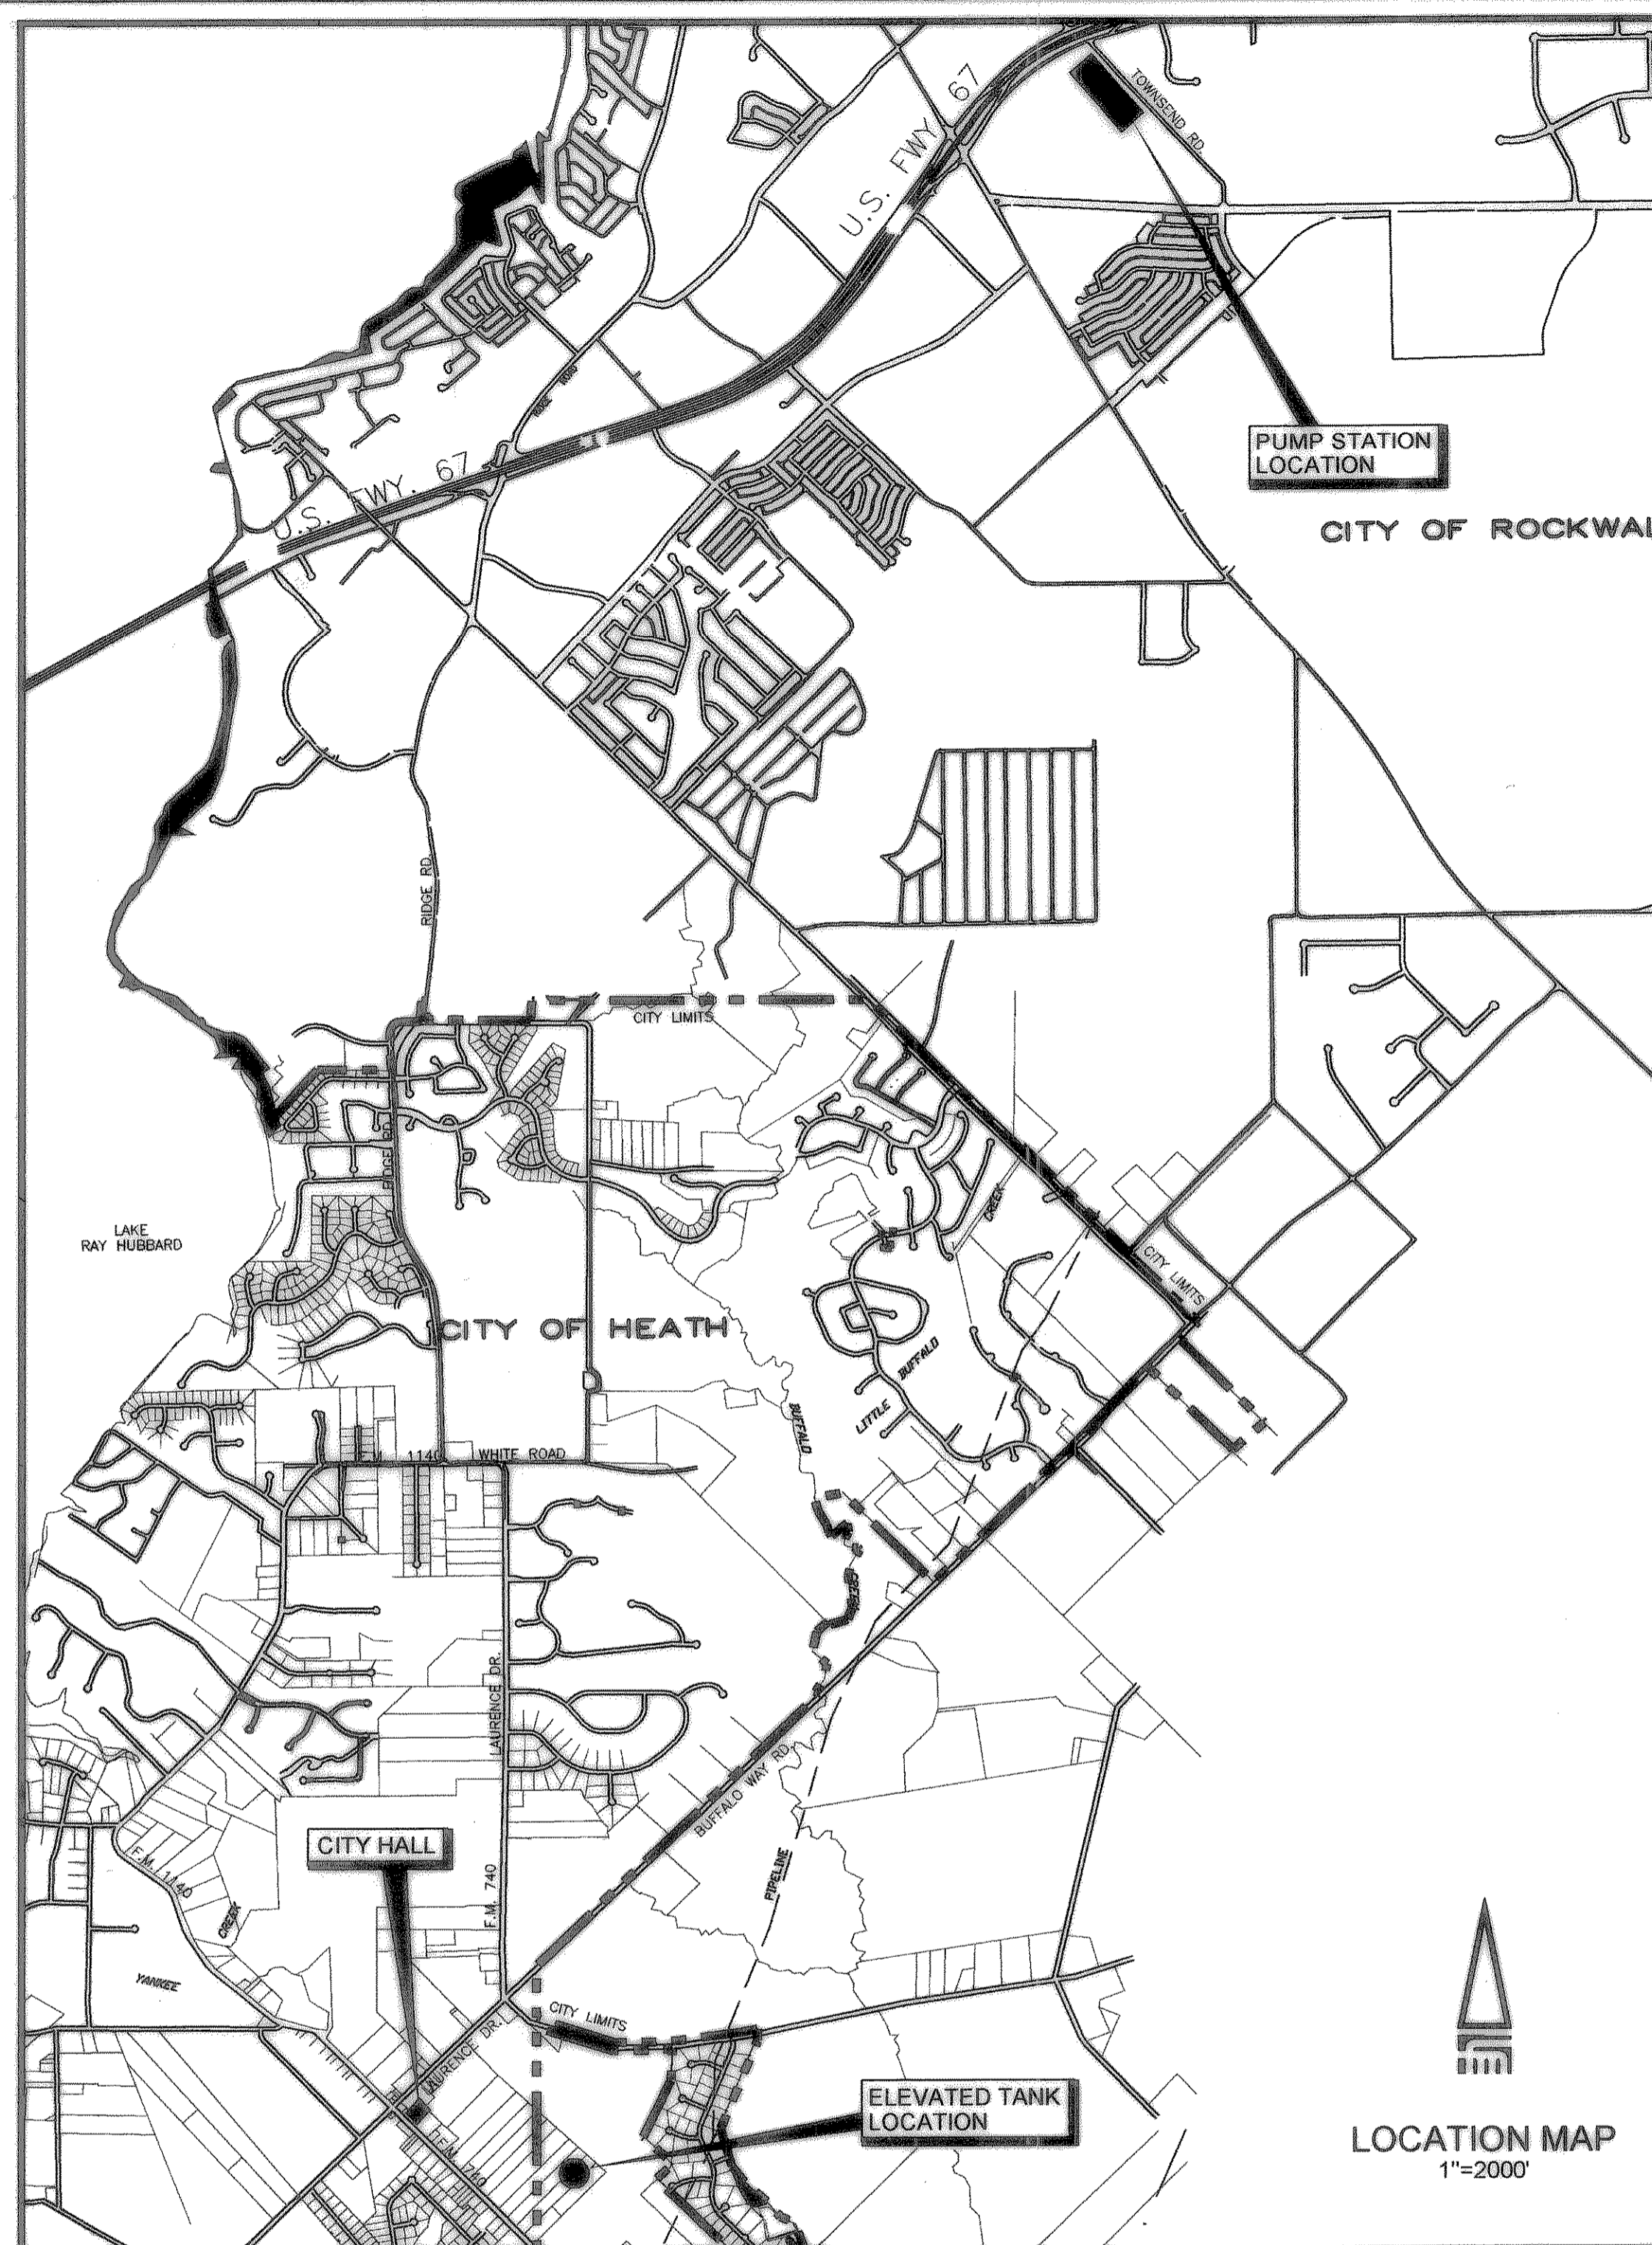 TOWNSEND RD.
U.S. FWY 67
PUMP STATION
LOCATION
U.S. FWY. 67
CITY OF ROCKWAL
RIDGE RD.
CITY LIMITS
RIDGE RD.
CREEK
LAKE
RAY HUBBARD
CITY LIMITS
CITY OF HEATH
BUFFALO
LITTLE
BUFFALO
F.M. 1140 WHITE ROAD
CREEK
LAURENCE DR.
BUFFALO WAY RD.
CITY HALL
F.M. 1140
PIPELINE
F.M. 740
CREEK
YANKEE
CITY LIMITS
LAURENCE DR.
ELEVATED TANK
LOCATION
F.M. 740
LOCATION MAP
1"=2000'